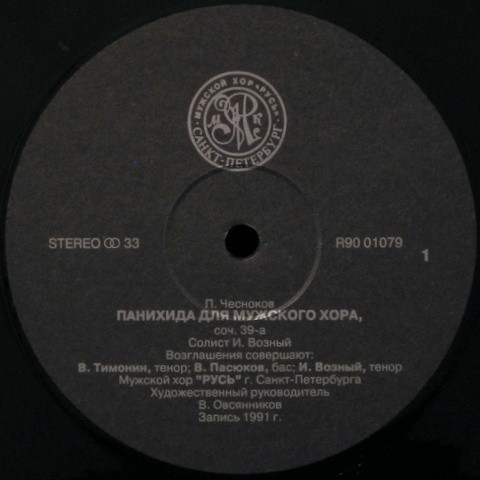 МУЖСКОЙ ХОР «РУСЬ»
САНКТ-ПЕТЕРБУРГ
STEREO 33
R90 01079
1
П. Чесноков
ПАНИХИДА ДЛЯ МУЖСКОГО ХОРА,
соч. 39-а
Солист И. Возный
Возглашения совершают:
В. Тимонин, тенор; В. Пасюков, бас; И. Возный, тенор
Мужской хор "РУСЬ" г. Санкт-Петербурга
Художественный руководитель
В. Овсянников
Запись 1991 г.